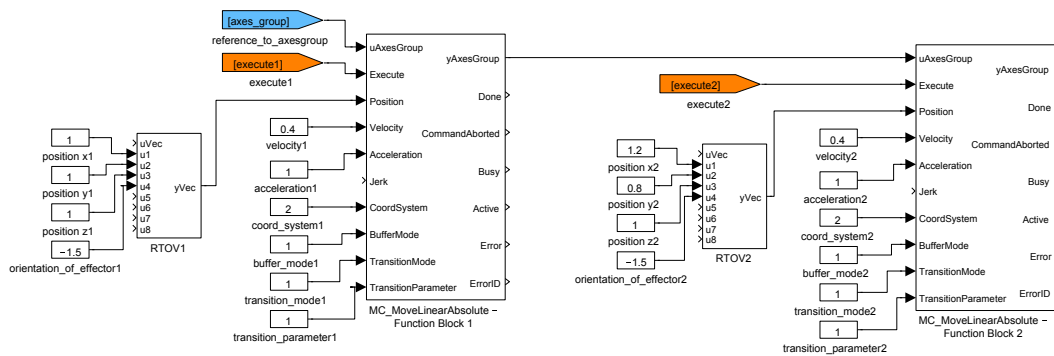 [axes_group]
reference_to_axesgroup
[execute1]
execute1
1
position x1
1
position y1
1
position z1
−1.5
orientation_of_effector1
uVec
u1
u2
u3
u4
u5
u6
u7
u8
yVec
RTOV1
0.4
velocity1
1
acceleration1
2
coord_system1
1
buffer_mode1
1
transition_mode1
1
transition_parameter1
uAxesGroup
Execute
Position
Velocity
Acceleration
Jerk
CoordSystem
BufferMode
TransitionMode
TransitionParameter
yAxesGroup
Done
CommandAborted
Busy
Active
Error
ErrorID
MC_MoveLinearAbsolute −
Function Block 1
[execute2]
execute2
1.2
position x2
0.8
position y2
1
position z2
−1.5
orientation_of_effector2
uVec
u1
u2
u3
u4
u5
u6
u7
u8
yVec
RTOV2
0.4
velocity2
1
acceleration2
2
coord_system2
1
buffer_mode2
1
transition_mode2
1
transition_parameter2
uAxesGroup
Execute
Position
Velocity
Acceleration
Jerk
CoordSystem
BufferMode
TransitionMode
TransitionParameter
yAxesGroup
Done
CommandAborted
Busy
Active
Error
ErrorID
MC_MoveLinearAbsolute −
Function Block 2